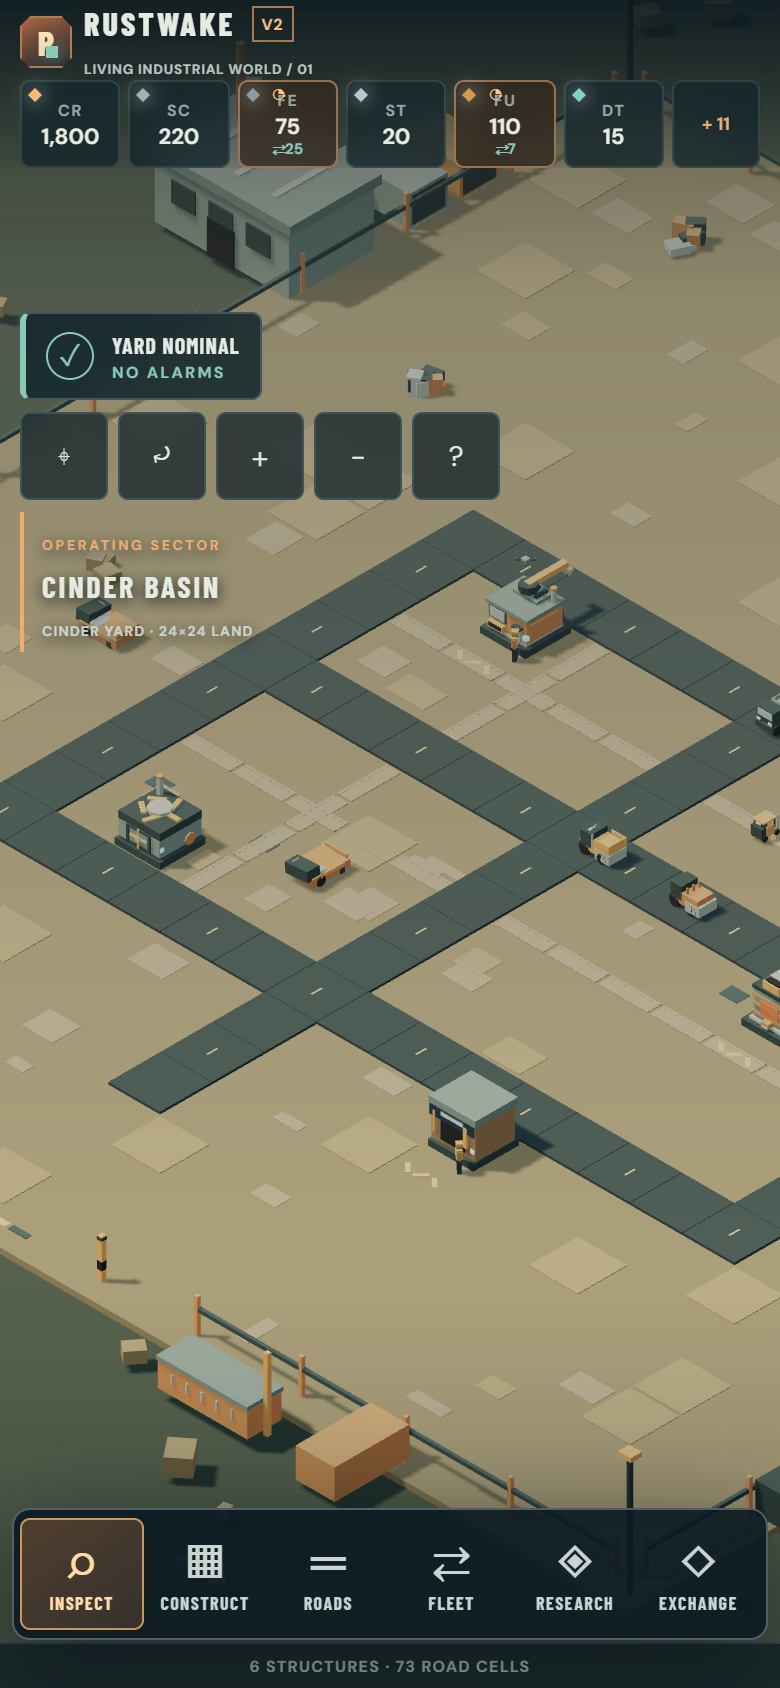 R
RUSTWAKE V2
LIVING INDUSTRIAL WORLD / 01
CR SC FE ST FU DT
1,800 220 75 20 110 15 + 11
⇄25 ⇄7
YARD NOMINAL
NO ALARMS
+ - ?
OPERATING SECTOR
CINDER BASIN
CINDER YARD · 24×24 LAND
INSPECT CONSTRUCT ROADS FLEET RESEARCH EXCHANGE
6 STRUCTURES · 73 ROAD CELLS